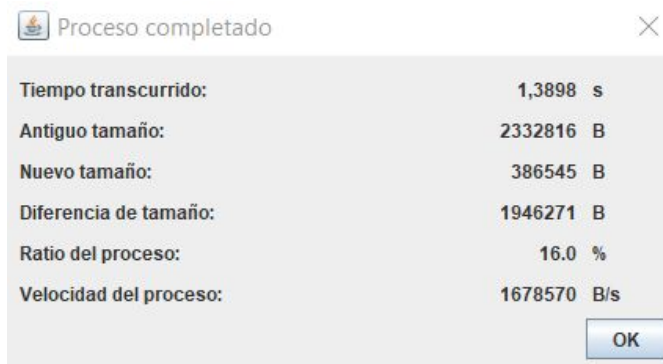 Proceso completado
Tiempo transcurrido: 1,3898 s
Antiguo tamaño: 2332816 B
Nuevo tamaño: 386545 B
Diferencia de tamaño: 1946271 B
Ratio del proceso: 16.0 %
Velocidad del proceso: 1678570 B/s
OK